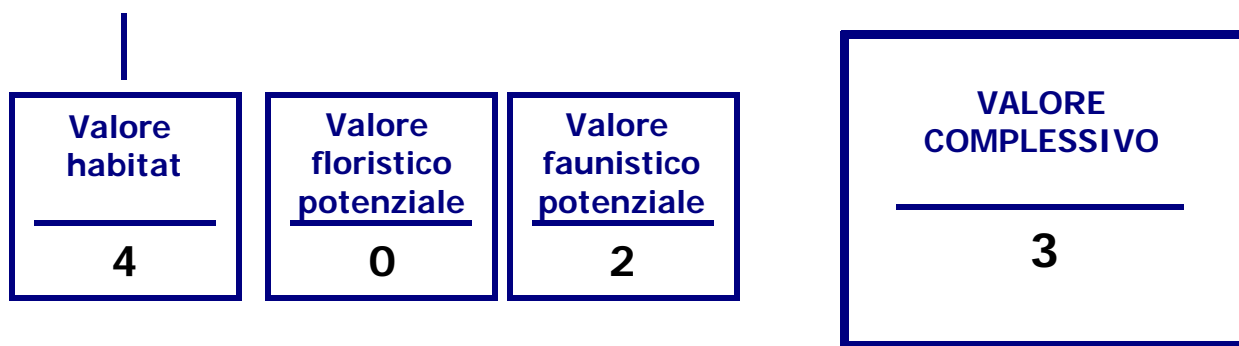 Valore
habitat
4
Valore
floristico
potenziale
0
Valore
faunistico
potenziale
2
VALORE
COMPLESSIVO
3